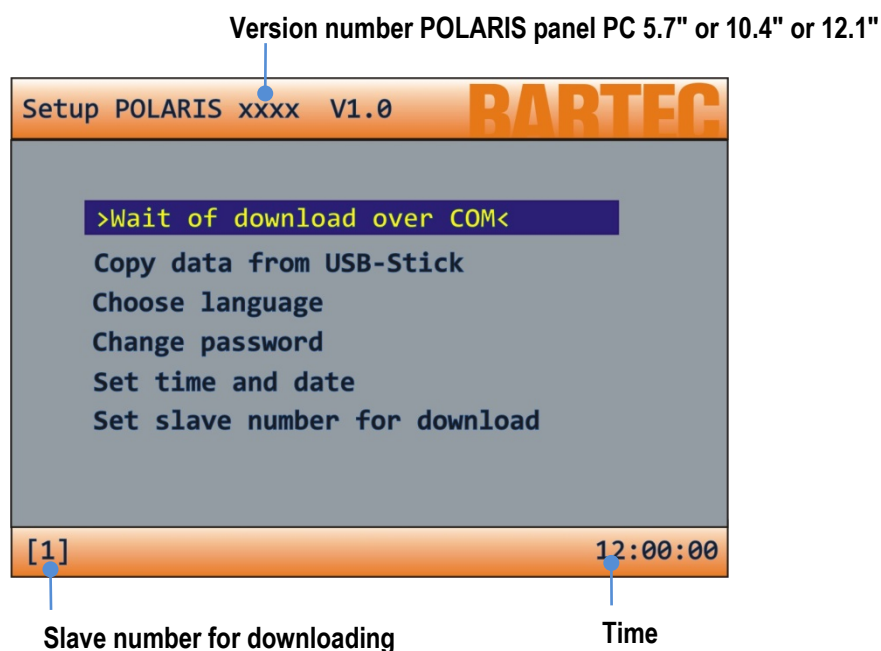 Version number POLARIS panel PC 5.7" or 10.4" or 12.1"
Setup POLARIS xxxx V1.0 BARTEC
>Wait of download over COM<
Copy data from USB-Stick
Choose language
Change password
Set time and date
Set slave number for download
[1] 12:00:00
Slave number for downloading Time